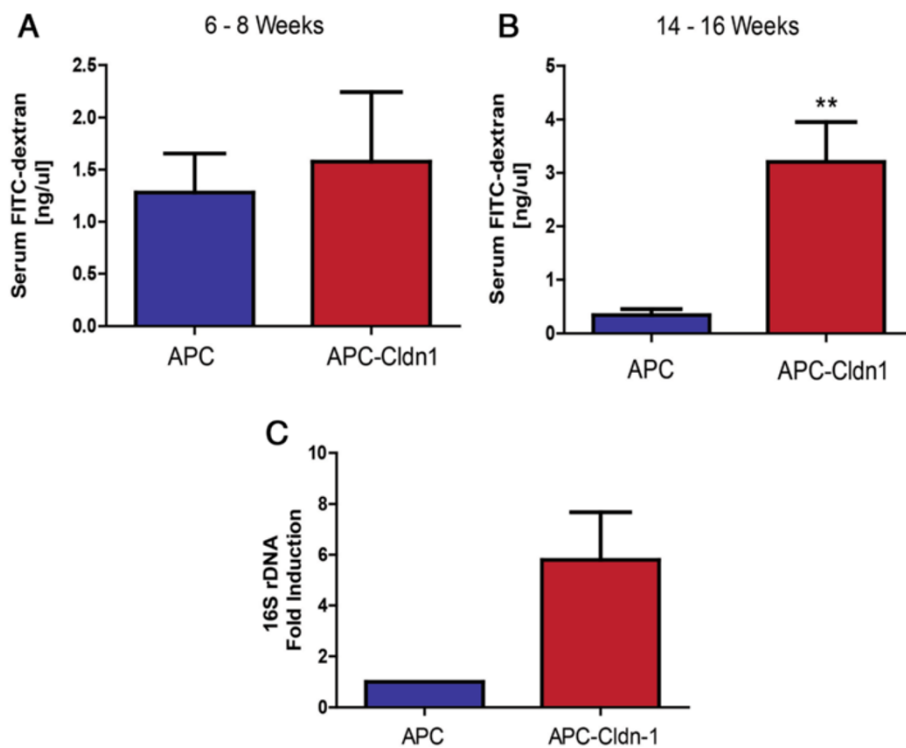 A
6 - 8 Weeks
Serum FITC-dextran
[ng/ul]
2.5
2.0
1.5
1.0
0.5
0.0
APC
APC-Cldn1
B
14 - 16 Weeks
Serum FITC-dextran
[ng/ul]
5
4
3
2
1
0
**
APC
APC-Cldn1
C
16S rDNA
Fold Induction
10
8
6
4
2
0
APC
APC-Cldn-1